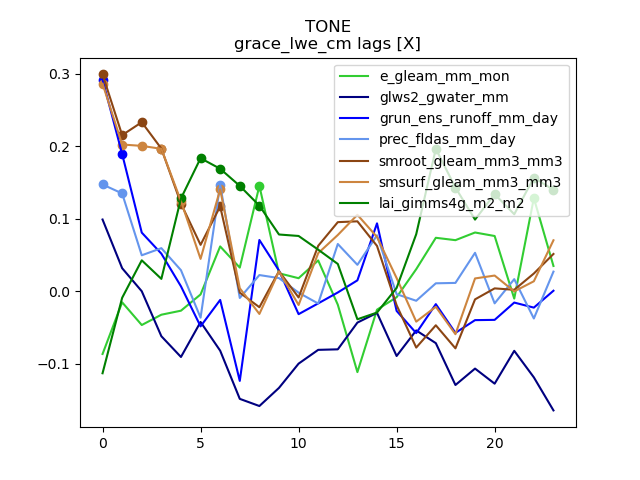 TONE
grace_lwe_cm lags [X]
e_gleam_mm_mon
glws2_gwater_mm
grun_ens_runoff_mm_day
prec_fldas_mm_day
smroot_gleam_mm3_mm3
smsurf_gleam_mm3_mm3
lai_gimms4g_m2_m2
0.3
0.2
0.1
0.0
−0.1
0
5
10
15
20